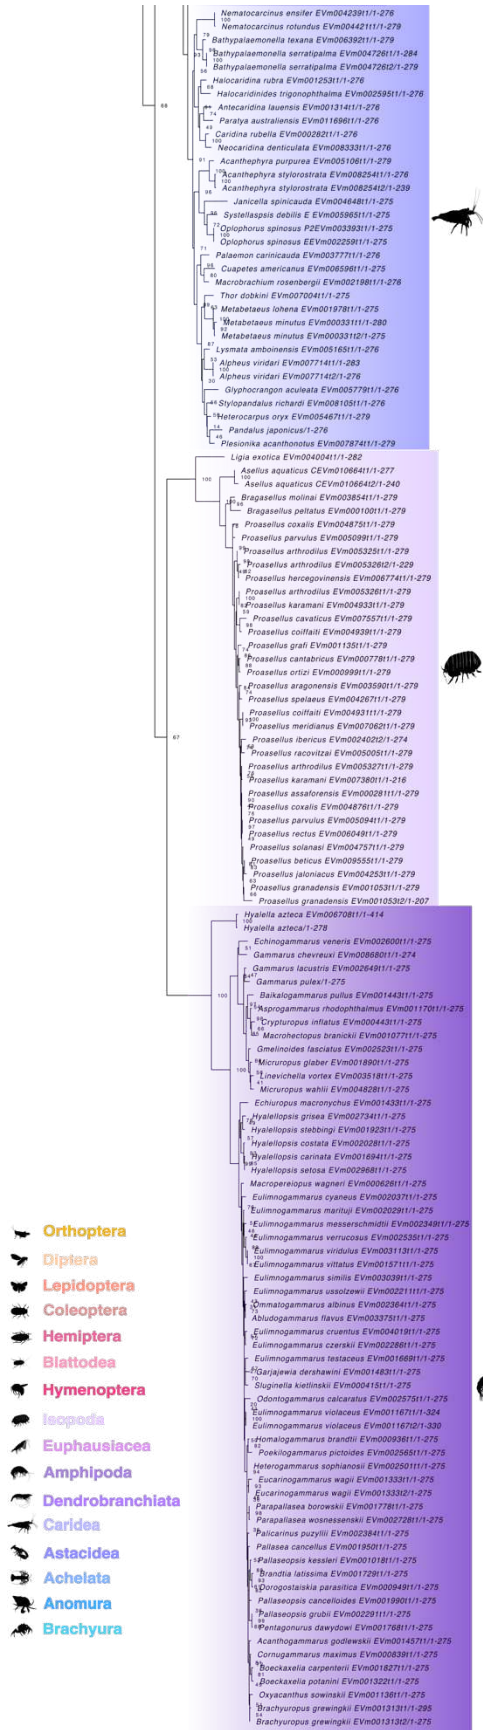 Nematocarcinus ensifer EVm004239t1/1-276
Nematocarcinus rotundus EVm004421t1/1-279
Bathypalaemonella texana EVm006392t1/1-279
Bathypalaemonella serratipalma EVm004726t1/1-284
Bathypalaemonella serratipalma EVm004726t2/1-279
Halocaridina rubra EVm001253t1/1-276
Halocaridinides trigonophthalma EVm002595t1/1-276
Antecaridina lauensis EVm001314t1/1-276
Paratya australiensis EVm011696t1/1-276
Caridina rubella EVm000282t1/1-276
Neocaridina denticulata EVm008333t1/1-276
Acanthephyra purpurea EVm005106t1/1-279
Acanthephyra stylorostrata EVm008254t1/1-276
Acanthephyra stylorostrata EVm008254t2/1-239
Janicella spinicauda EVm004648t1/1-275
Systellaspsis debilis E EVm005965t1/1-275
Oplophorus spinosus P2EVm003393t1/1-275
Oplophorus spinosus EEVm002259t1/1-275
Palaemon carinicauda EVm003777t1/1-276
Cuapetes americanus EVm006596t1/1-275
Macrobrachium rosenbergii EVm002198t1/1-276
Thor dobkini EVm007004t1/1-275
Metabetaeus lohena EVm001978t1/1-275
Metabetaeus minutus EVm000331t1/1-280
Metabetaeus minutus EVm000331t2/1-275
Lysmata amboinensis EVm005165t1/1-276
Alpheus viridari EVm007714t1/1-283
Alpheus viridari EVm007714t2/1-276
Glyphocrangon aculeata EVm005779t1/1-276
Stylopandalus richardi EVm008105t1/1-276
Heterocarpus oryx EVm005467t1/1-279
Pandalus japonicus/1-276
Plesionika acanthonotus EVm007874t1/1-279
Ligia exotica EVm004004t1/1-282
Asellus aquaticus CEVm010664t1/1-277
Asellus aquaticus CEVm010664t2/1-240
Bragasellus molinai EVm003854t1/1-279
Bragasellus peltatus EVm000100t1/1-279
Proasellus coxalis EVm004875t1/1-279
Proasellus parvulus EVm005099t1/1-279
Proasellus arthrodilus EVm005325t1/1-279
Proasellus arthrodilus EVm005326t2/1-229
Proasellus hercegovinensis EVm006774t1/1-279
Proasellus arthrodilus EVm005326t1/1-279
Proasellus karamani EVm004933t1/1-279
Proasellus cavaticus EVm007557t1/1-279
Proasellus coiffaiti EVm004939t1/1-279
Proasellus grafi EVm001135t1/1-279
Proasellus cantabricus EVm000778t1/1-279
Proasellus ortizi EVm000999t1/1-279
Proasellus aragonensis EVm003590t1/1-279
Proasellus spelaeus EVm004267t1/1-279
Proasellus coiffaiti EVm004931t1/1-279
Proasellus meridianus EVm007062t1/1-279
Proasellus ibericus EVm002402t2/1-274
Proasellus racovitzai EVm005005t1/1-279
Proasellus arthrodilus EVm005327t1/1-279
Proasellus karamani EVm007380t1/1-216
Proasellus assaforensis EVm000281t1/1-279
Proasellus coxalis EVm004876t1/1-279
Proasellus parvulus EVm005094t1/1-279
Proasellus rectus EVm006049t1/1-279
Proasellus solanasi EVm004757t1/1-279
Proasellus beticus EVm009555t1/1-279
Proasellus jaloniacus EVm004253t1/1-279
Proasellus granadensis EVm001053t1/1-279
Proasellus granadensis EVm001053t2/1-207
Hyalella azteca EVm006708t1/1-414
Hyalella azteca/1-278
Echinogammarus veneris EVm002600t1/1-275
Gammarus chevreuxi EVm008680t1/1-274
Gammarus lacustris EVm002649t1/1-275
Gammarus pulex/1-275
Baikalogammarus pullus EVm001443t1/1-275
Asprogammarus rhodophthalmus EVm001170t1/1-275
Crypturopus inflatus EVm000443t1/1-275
Macrohectopus branickii EVm001077t1/1-275
Gmelinoides fasciatus EVm002523t1/1-275
Micruropus glaber EVm001890t1/1-275
Linevichella vortex EVm003518t1/1-275
Micruropus wahlii EVm004828t1/1-275
Echiuropus macronychus EVm001433t1/1-275
Hyalellopsis grisea EVm002734t1/1-275
Hyalellopsis stebbingi EVm001923t1/1-275
Hyalellopsis costata EVm002028t1/1-275
Hyalellopsis carinata EVm001694t1/1-275
Hyalellopsis setosa EVm002968t1/1-275
Macropereiopus wagneri EVm000626t1/1-275
Eulimnogammarus cyaneus EVm002037t1/1-275
Eulimnogammarus marituji EVm002029t1/1-275
Eulimnogammarus messerschmidtii EVm002349t1/1-275
Eulimnogammarus verrucosus EVm002535t1/1-275
Eulimnogammarus viridulus EVm003113t1/1-275
Eulimnogammarus vittatus EVm001571t1/1-275
Eulimnogammarus similis EVm003039t1/1-275
Eulimnogammarus ussolzewii EVm002211t1/1-275
Ommatogammarus albinus EVm002364t1/1-275
Abludogammarus flavus EVm003375t1/1-275
Eulimnogammarus cruentus EVm004019t1/1-275
Eulimnogammarus czerskii EVm002286t1/1-275
Eulimnogammarus testaceus EVm001669t1/1-275
Garjajewia dershawini EVm001483t1/1-275
Sluginella kietlinskii EVm000415t1/1-275
Odontogammarus calcaratus EVm002575t1/1-275
Eulimnogammarus violaceus EVm001167t1/1-324
Eulimnogammarus violaceus EVm001167t2/1-330
Homalogammarus brandtii EVm000936t1/1-275
Poekilogammarus pictoides EVm002565t1/1-275
Heterogammarus sophianosii EVm002501t1/1-275
Eucarinogammarus wagii EVm001333t1/1-275
Eucarinogammarus wagii EVm001333t2/1-275
Parapallasea borowskii EVm001778t1/1-275
Parapallasea wosnessenskii EVm002728t1/1-275
Palicarinus puzyllii EVm002384t1/1-275
Pallasea cancellus EVm001950t1/1-275
Pallaseopsis kessleri EVm001018t1/1-275
Brandtia latissima EVm001729t1/1-275
Dorogostaiskia parasitica EVm000949t1/1-275
Pallaseopsis cancelloides EVm001990t1/1-275
Pallaseopsis grubii EVm002291t1/1-275
Pentagonurus dawydowi EVm001768t1/1-275
Acanthogammarus godlewskii EVm001457t1/1-275
Cornugammarus maximus EVm000839t1/1-275
Boeckaxelia carpenterii EVm001827t1/1-275
Boeckaxelia potanini EVm001322t1/1-275
Oxyacanthus sowinskii EVm001136t1/1-275
Brachyuropus grewingkii EVm001313t1/1-295
Brachyuropus grewingkii EVm001313t2/1-275
88
67
100
100
100
Orthoptera
Diptera
Lepidoptera
Coleoptera
Hemiptera
Blattodea
Hymenoptera
Isopoda
Euphausiacea
Amphipoda
Dendrobranchiata
Caridea
Astacidea
Achelata
Anomura
Brachyura